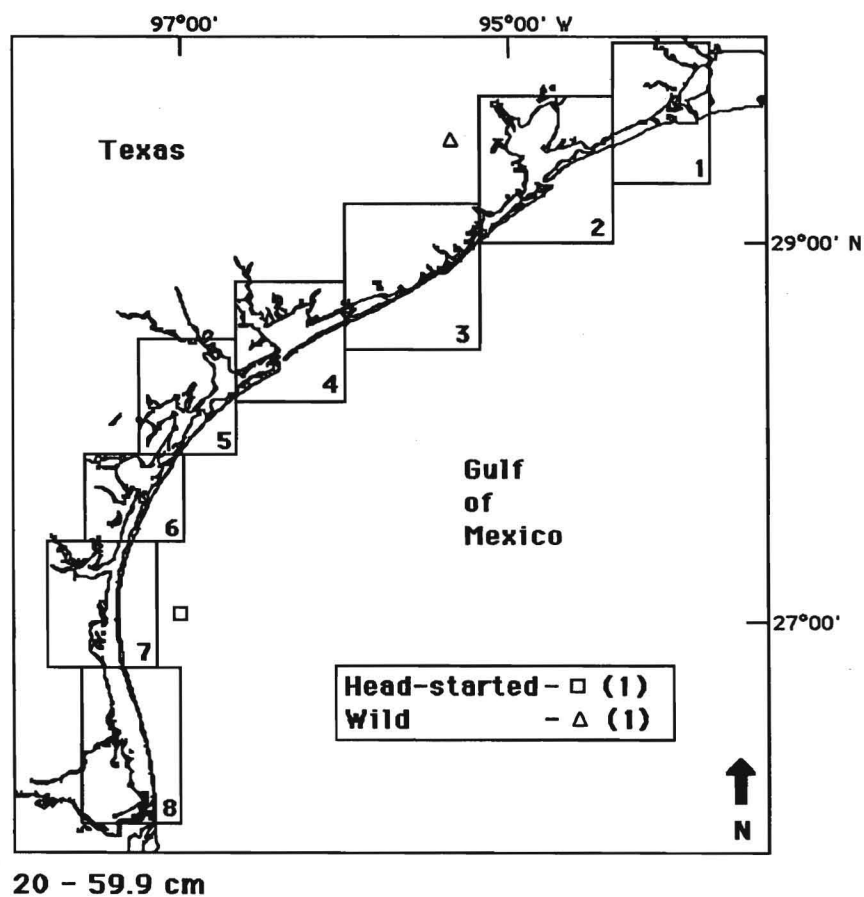 97°00' 95°00' W
Texas
1
2
29°00' N
3
4
5
Gulf
of
Mexico
6
27°00'
7
Head-started - □ (1)
Wild - △ (1)
8
N
20 - 59.9 cm